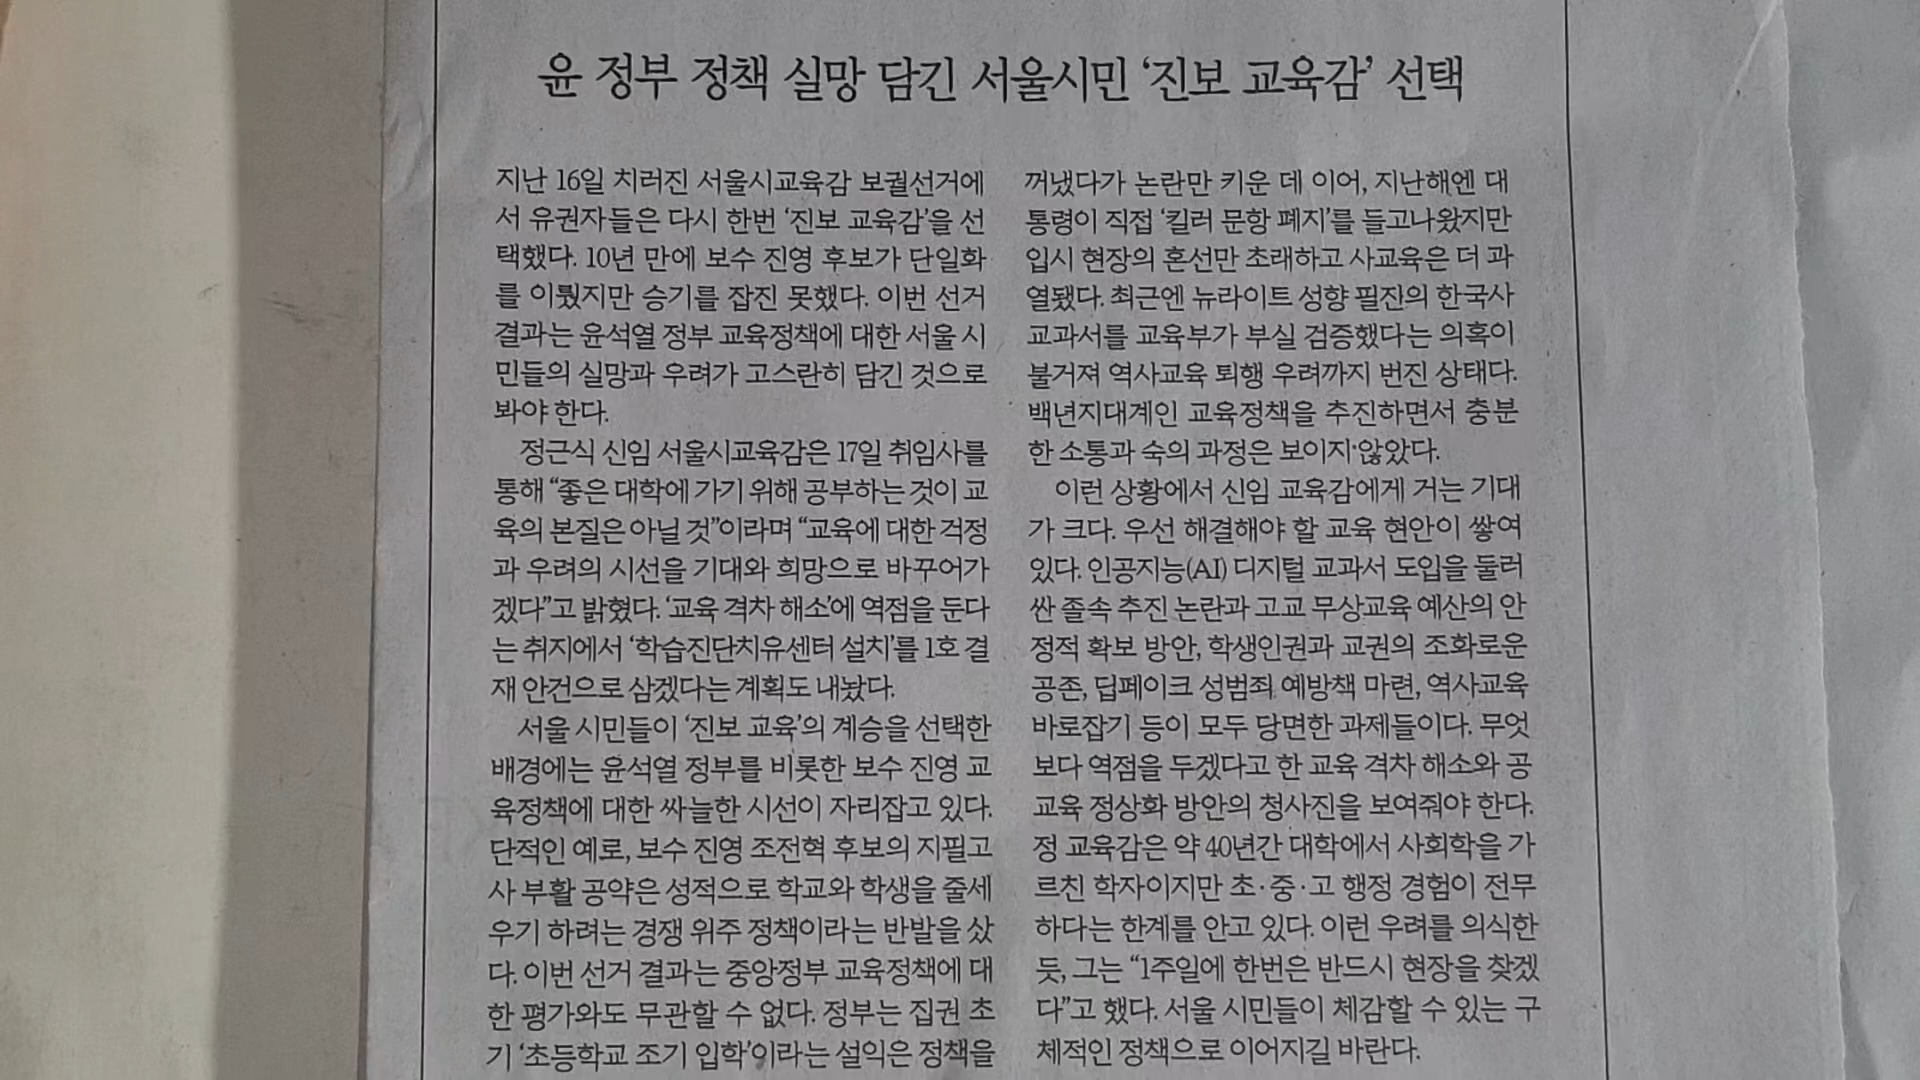 윤 정부 정책 실망 담긴 서울시민 ‘진보 교육감’ 선택
지난 16일 치러진 서울시교육감 보궐선거에
서 유권자들은 다시 한번 ‘진보 교육감’을 선
택했다. 10년 만에 보수 진영 후보가 단일화
를 이뤘지만 승기를 잡진 못했다. 이번 선거
결과는 윤석열 정부 교육정책에 대한 서울 시
민들의 실망과 우려가 고스란히 담긴 것으로
봐야 한다.
정근식 신임 서울시교육감은 17일 취임사를
통해 “좋은 대학에 가기 위해 공부하는 것이 교
육의 본질은 아닐 것”이라며 “교육에 대한 걱정
과 우려의 시선을 기대와 희망으로 바꾸어가
겠다”고 밝혔다. ‘교육 격차 해소’에 역점을 둔다
는 취지에서 ‘학습진단치유센터 설치’를 1호 결
재 안건으로 삼겠다는 계획도 내놨다.
서울 시민들이 ‘진보 교육’의 계승을 선택한
배경에는 윤석열 정부를 비롯한 보수 진영 교
육정책에 대한 싸늘한 시선이 자리잡고 있다.
단적인 예로, 보수 진영 조전혁 후보의 지필고
사 부활 공약은 성적으로 학교와 학생을 줄세
우기 하려는 경쟁 위주 정책이라는 반발을 샀
다. 이번 선거 결과는 중앙정부 교육정책에 대
한 평가와도 무관할 수 없다. 정부는 집권 초
기 ‘초등학교 조기 입학’이라는 설익은 정책을
꺼냈다가 논란만 키운 데 이어, 지난해엔 대
통령이 직접 ‘킬러 문항 폐지’를 들고나왔지만
입시 현장의 혼선만 초래하고 사교육은 더 과
열됐다. 최근엔 뉴라이트 성향 필진의 한국사
교과서를 교육부가 부실 검증했다는 의혹이
불거져 역사교육 퇴행 우려까지 번진 상태다.
백년지대계인 교육정책을 추진하면서 충분
한 소통과 숙의 과정은 보이지 않았다.
이런 상황에서 신임 교육감에게 거는 기대
가 크다. 우선 해결해야 할 교육 현안이 쌓여
있다. 인공지능(AI) 디지털 교과서 도입을 둘러
싼 졸속 추진 논란과 고교 무상교육 예산의 안
정적 확보 방안, 학생인권과 교권의 조화로운
공존, 딥페이크 성범죄 예방책 마련, 역사교육
바로잡기 등이 모두 당면한 과제들이다. 무엇
보다 역점을 두겠다고 한 교육 격차 해소와 공
교육 정상화 방안의 청사진을 보여줘야 한다.
정 교육감은 약 40년간 대학에서 사회학을 가
르친 학자이지만 초·중·고 행정 경험이 전무
하다는 한계를 안고 있다. 이런 우려를 의식한
듯, 그는 “1주일에 한번은 반드시 현장을 찾겠
다”고 했다. 서울 시민들이 체감할 수 있는 구
체적인 정책으로 이어지길 바란다.